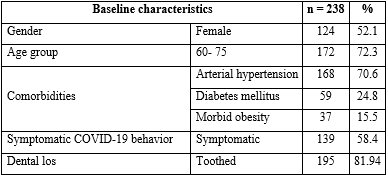 Baseline characteristics n = 238 %
Gender Female 124 52.1
Age group 60- 75 172 72.3
Comorbidities Arterial hypertension 168 70.6
Diabetes mellitus 59 24.8
Morbid obesity 37 15.5
Symptomatic COVID-19 behavior Symptomatic 139 58.4
Dental los Toothed 195 81.94